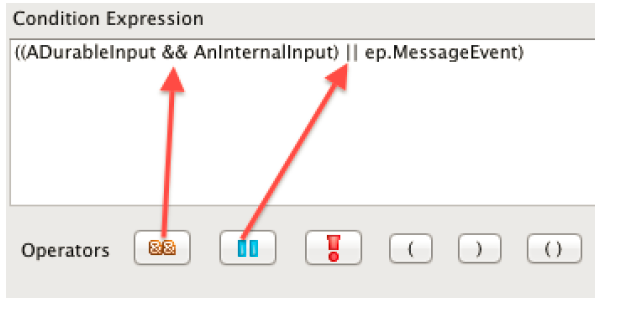 Condition Expression
((ADurableInput && AnInternalInput) || ep.MessageEvent)
Operators && || ! ( ) ()